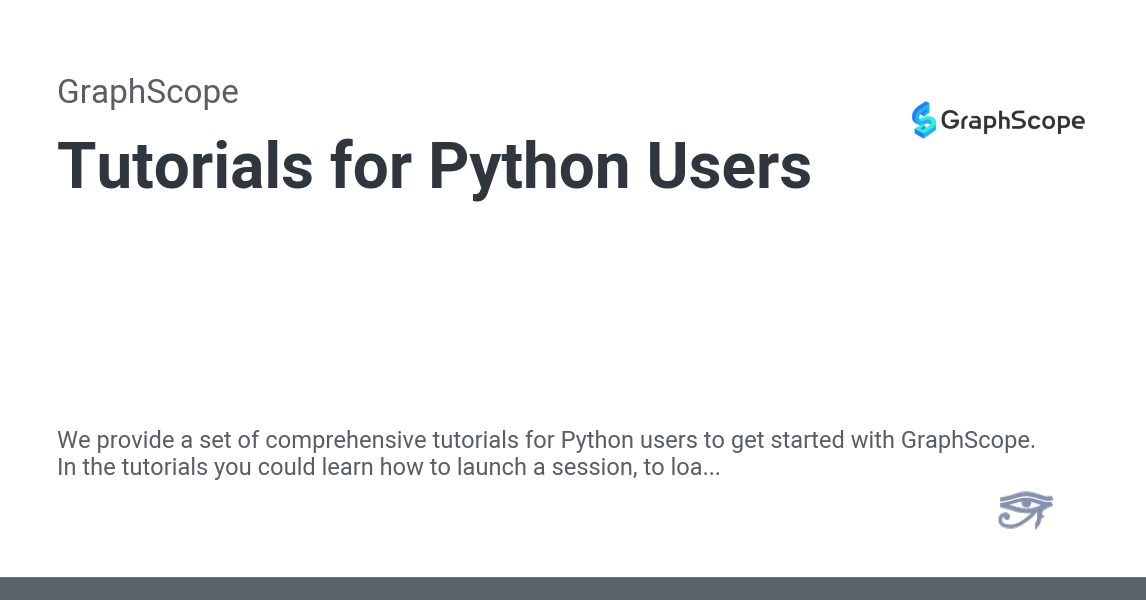 GraphScope
GraphScope
Tutorials for Python Users
We provide a set of comprehensive tutorials for Python users to get started with GraphScope.
In the tutorials you could learn how to launch a session, to loa...